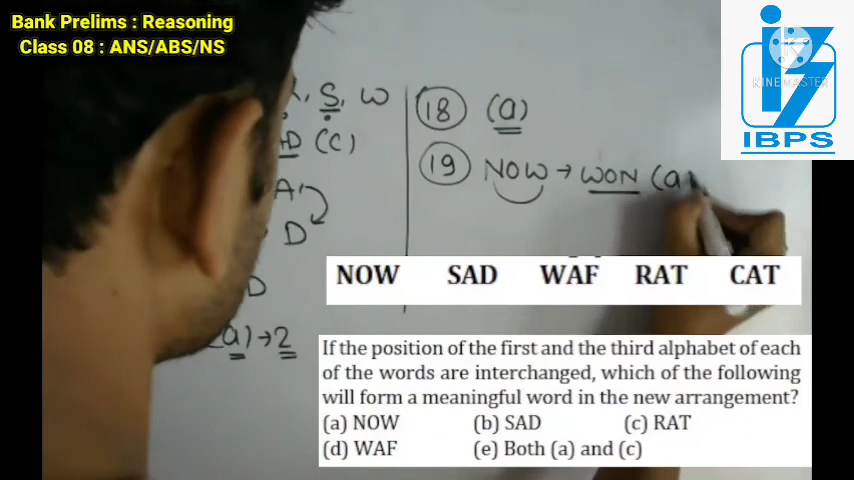 Bank Prelims : Reasoning
Class 08 : ANS/ABS/NS
KINEMASTER
IBPS
, S, W
D (C)
A
D
D
(a) → 2
18 (a)
19 NOW → WON (a)
NOW SAD WAF RAT CAT
If the position of the first and the third alphabet of each
of the words are interchanged, which of the following
will form a meaningful word in the new arrangement?
(a) NOW (b) SAD (c) RAT
(d) WAF (e) Both (a) and (c)